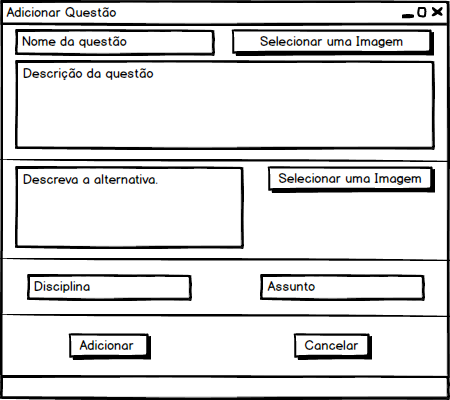 Adicionar Questão
Nome da questão
Selecionar uma Imagem
Descrição da questão
Descreva a alternativa.
Selecionar uma Imagem
Disciplina
Assunto
Adicionar
Cancelar